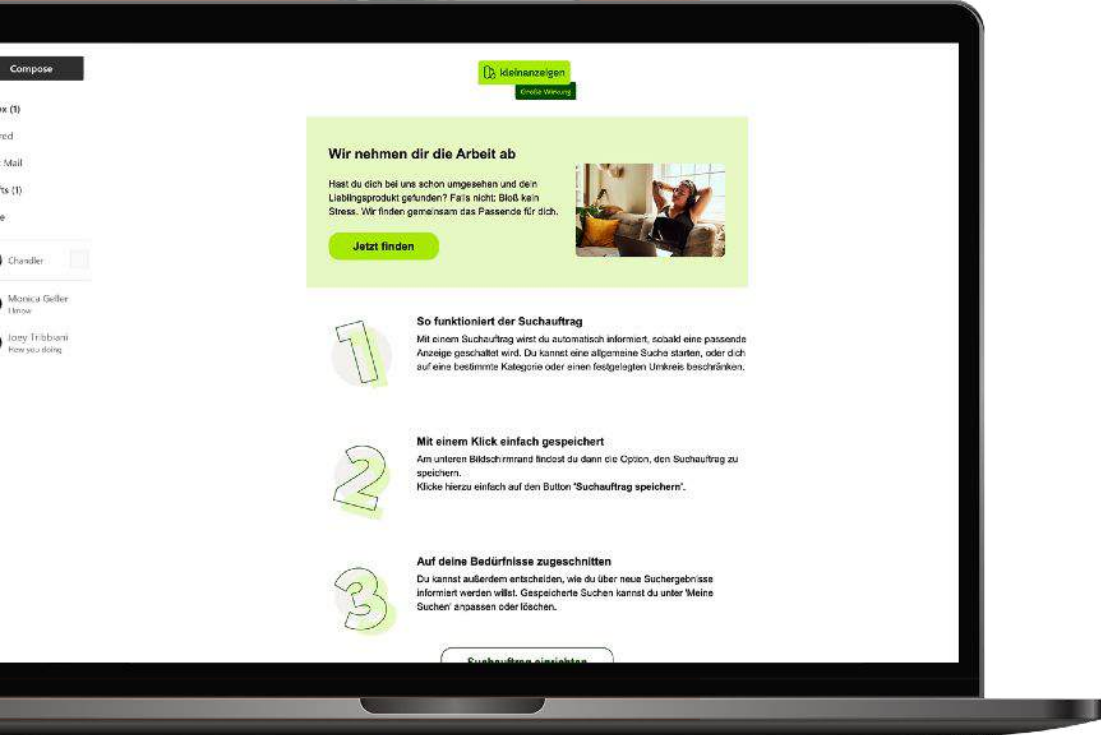 Compose
ox (1)
red
Mail
fts (1)
e
Chandler
Monica Geller
Hmow
Joey Tribbiani
How you doing
kleinanzeigen
Große Wirkung
Wir nehmen dir die Arbeit ab
Hast du dich bei uns schon umgesehen und dein
Lieblingsprodukt gefunden? Falls nicht: Bloß kein
Stress. Wir finden gemeinsam das Passende für dich.
Jetzt finden
1
So funktioniert der Suchauftrag
Mit einem Suchauftrag wirst du automatisch informiert, sobald eine passende
Anzeige geschaltet wird. Du kannst eine allgemeine Suche starten, oder dich
auf eine bestimmte Kategorie oder einen festgelegten Umkreis beschränken.
2
Mit einem Klick einfach gespeichert
Am unteren Bildschirmrand findest du dann die Option, den Suchauftrag zu
speichern.
Klicke hierzu einfach auf den Button "Suchauftrag speichern".
3
Auf deine Bedürfnisse zugeschnitten
Du kannst außerdem entscheiden, wie du über neue Suchergebnisse
informiert werden willst. Gespeicherte Suchen kannst du unter 'Meine
Suchen' anpassen oder löschen.
Suchauftrag einrichten